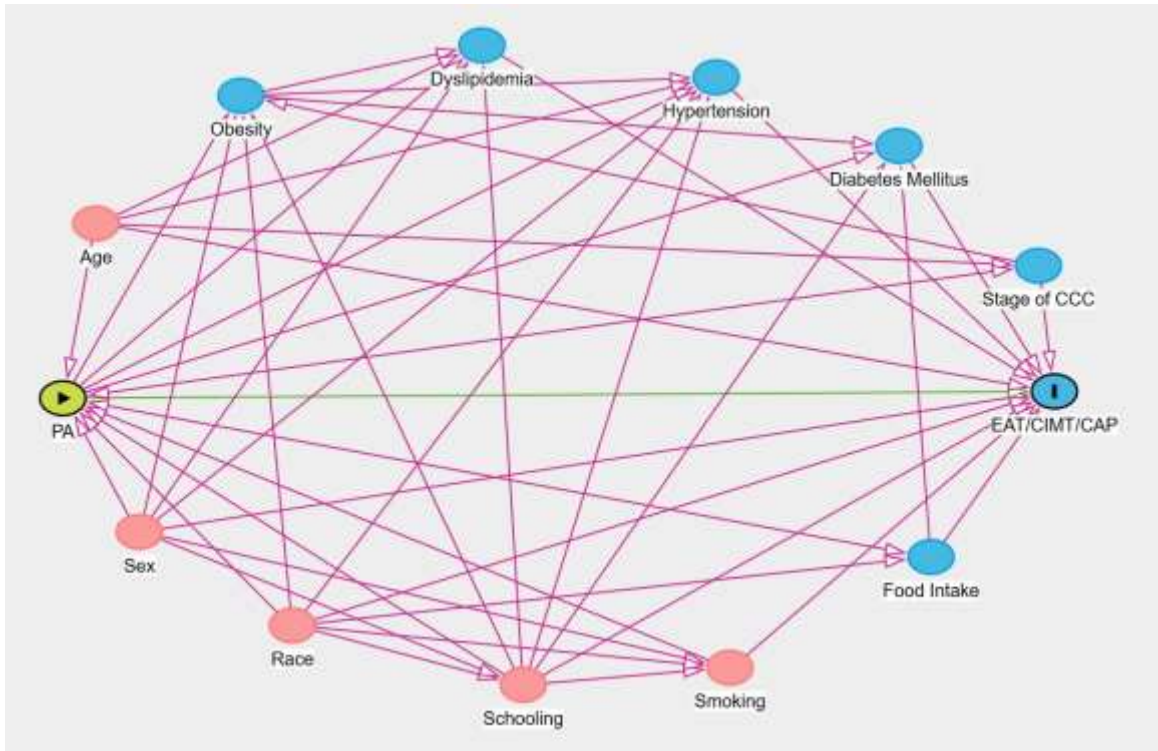 Dyslipidemia
Hypertension
Obesity
Diabetes Mellitus
Age
Stage of CCC
PA
EAT/CIMT/CAP
Sex
Food Intake
Race
Smoking
Schooling